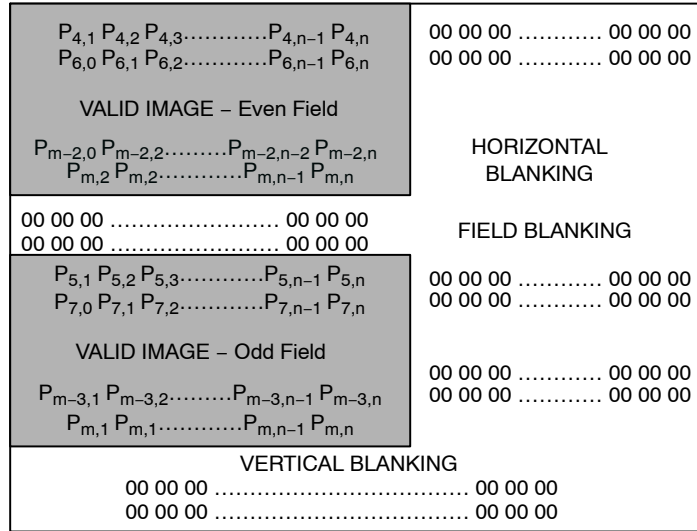 P4,1 P4,2 P4,3............P4,n−1 P4,n 00 00 00 ............ 00 00 00
P6,0 P6,1 P6,2............P6,n−1 P6,n 00 00 00 ............ 00 00 00
VALID IMAGE − Even Field
Pm−2,0 Pm−2,2.........Pm−2,n−2 Pm−2,n
Pm,2 Pm,2............Pm,n−1 Pm,n
HORIZONTAL
BLANKING
00 00 00 ........................ 00 00 00
00 00 00 ........................ 00 00 00
FIELD BLANKING
P5,1 P5,2 P5,3............P5,n−1 P5,n 00 00 00 ............ 00 00 00
P7,0 P7,1 P7,2............P7,n−1 P7,n 00 00 00 ............ 00 00 00
VALID IMAGE − Odd Field
00 00 00 ............ 00 00 00
Pm−3,1 Pm−3,2.........Pm−3,n−1 Pm−3,n 00 00 00 ............ 00 00 00
Pm,1 Pm,1............Pm,n−1 Pm,n
VERTICAL BLANKING
00 00 00 .................................... 00 00 00
00 00 00 .................................... 00 00 00